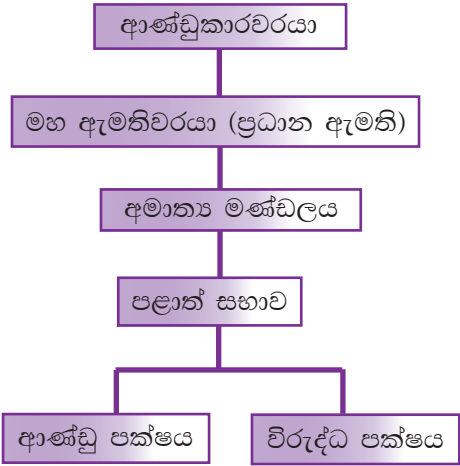 ආණ්ඩුකාරවරයා
මහ ඇමතිවරයා (ප්‍රධාන ඇමති)
අමාත්‍ය මණ්ඩලය
පළාත් සභාව
ආණ්ඩු පක්ෂය
විරුද්ධ පක්ෂය